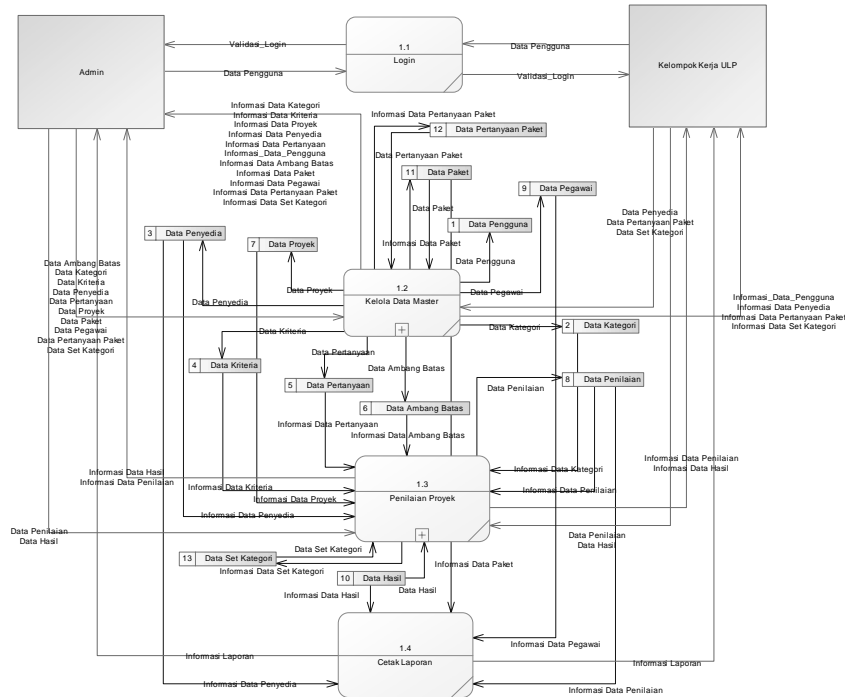 1.1
Login
Admin
Kelompok Kerja ULP
Validasi_Login
Data Pengguna
Data Pengguna
Validasi_Login
Informasi Data Kategori
Informasi Data Kriteria
Informasi Data Proyek
Informasi Data Penyedia
Informasi Data Pertanyaan
Informasi_Data_Pengguna
Informasi Data Ambang Batas
Informasi Data Paket
Informasi Data Pegawai
Informasi Data Pertanyaan Paket
Informasi Data Set Kategori
Informasi Data Pertanyaan Paket
12 Data Pertanyaan Paket
Data Pertanyaan Paket
11 Data Paket
9 Data Pegawai
Data Paket
Data Penyedia
Data Pertanyaan Paket
Data Set Kategori
3 Data Penyedia
7 Data Proyek
1 Data Pengguna
Informasi Data Paket
Data Pengguna
Data Ambang Batas
Data Kategori
Data Kriteria
Data Penyedia
Data Pertanyaan
Data Proyek
Data Paket
Data Pegawai
Data Pertanyaan Paket
Data Set Kategori
Data Penyedia
Data Proyek
1.2
Kelola Data Master
Data Pegawai
Informasi_Data_Pengguna
Informasi Data Penyedia
Informasi Data Pertanyaan Paket
Informasi Data Set Kategori
Data Kriteria
Data Kategori
2 Data Kategori
Data Pertanyaan
4 Data Kriteria
Data Ambang Batas
5 Data Pertanyaan
Data Penilaian
8 Data Penilaian
6 Data Ambang Batas
Informasi Data Pertanyaan
Informasi Data Ambang Batas
Informasi Data Hasil
Informasi Data Penilaian
1.3
Penilaian Proyek
Informasi Data Kategori
Informasi Data Penilaian
Informasi Data Hasil
Informasi Data Kriteria
Informasi Data Proyek
Informasi Data Penilaian
Informasi Data Penyedia
Data Penilaian
Data Hasil
Data Penilaian
Data Hasil
13 Data Set Kategori
Data Set Kategori
Informasi Data Set Kategori
Informasi Data Paket
10 Data Hasil
Data Hasil
Informasi Data Hasil
1.4
Cetak Laporan
Informasi Data Pegawai
Informasi Laporan
Informasi Laporan
Informasi Data Penyedia
Informasi Data Penilaian